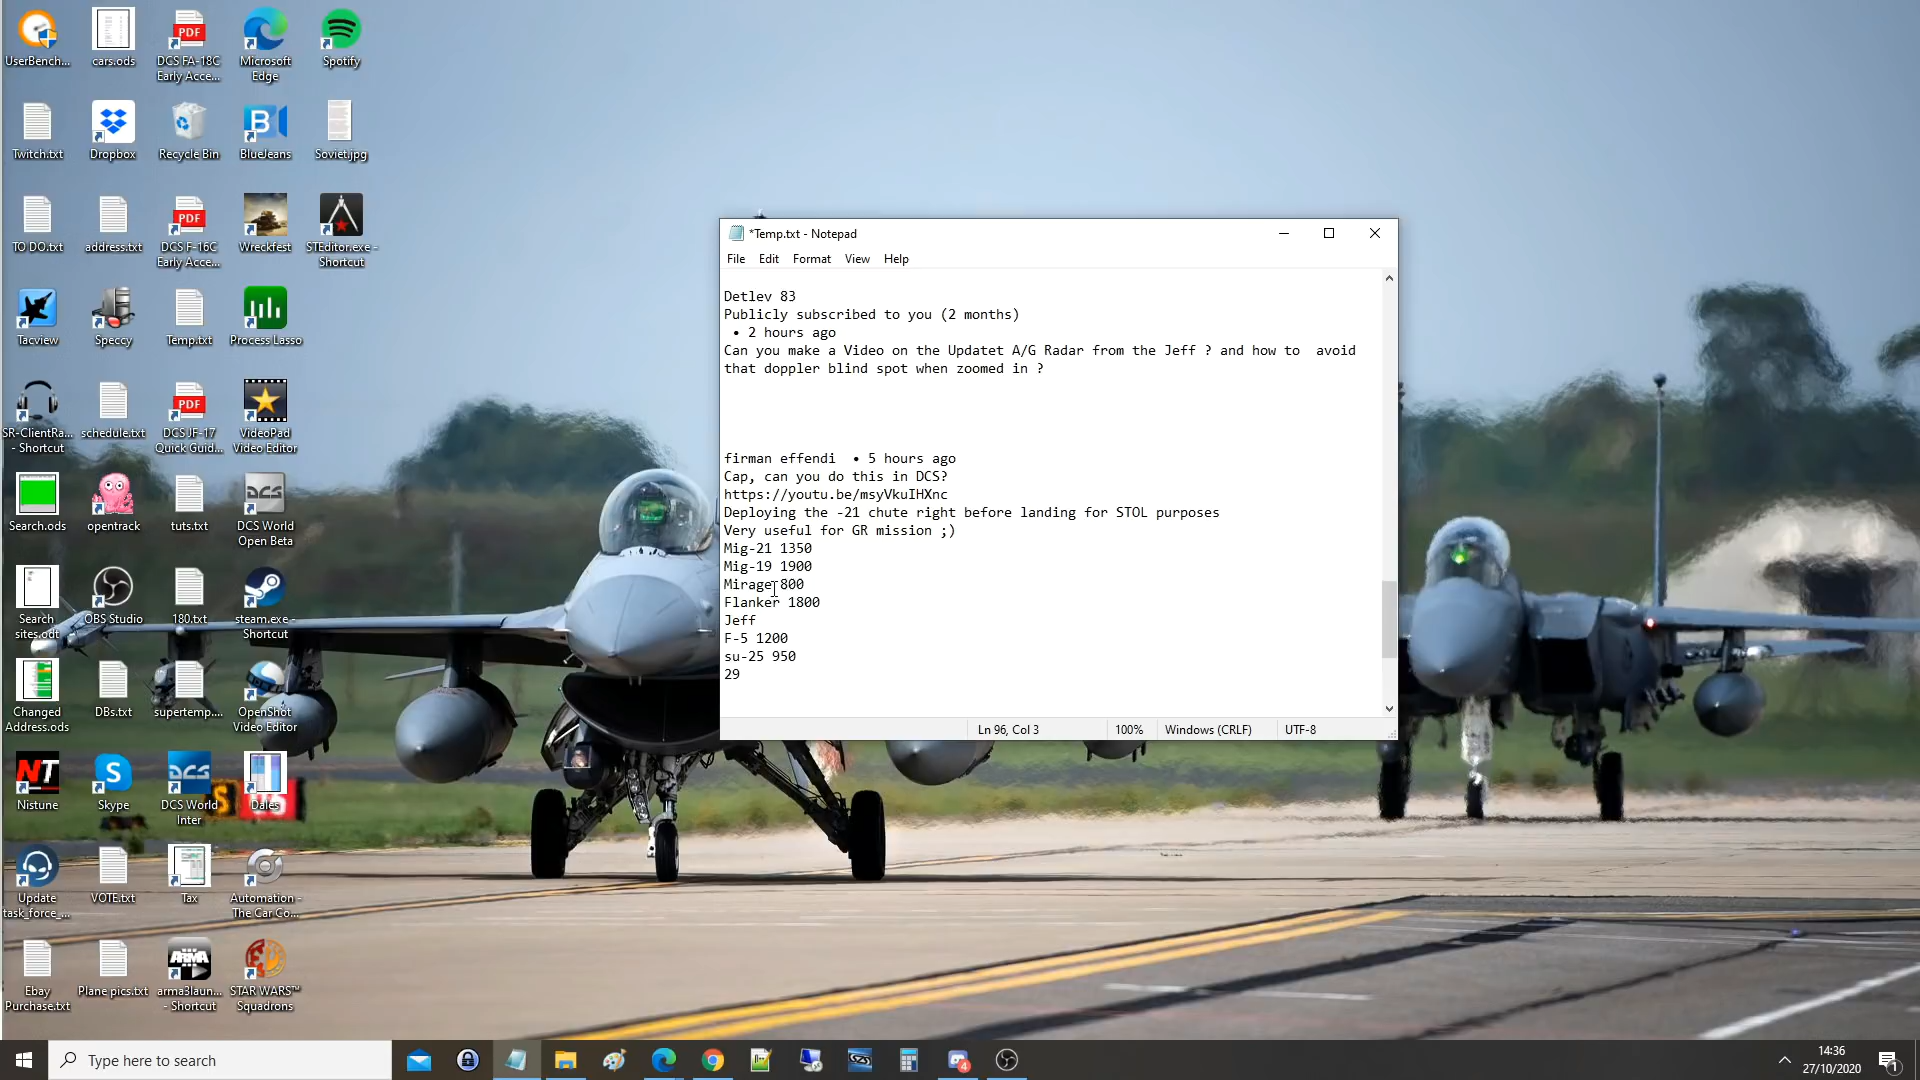 UserBench...
cars.ods
DCS FA-18C
Early Acce...
Microsoft
Edge
Spotify
Twitch.txt
Dropbox
Recycle Bin
BlueJeans
Soviet.jpg
TO DO.txt
address.txt
DCS F-16C
Early Acce...
Wreckfest
STEditor.exe -
Shortcut
Tacview
Speccy
Temp.txt
Process Lasso
SR-ClientRa...
- Shortcut
schedule.txt
DCS JF-17
Quick Guid...
VideoPad
Video Editor
Search.ods
opentrack
tuts.txt
DCS World
Open Beta
Search
sites.odt
OBS Studio
180.txt
steam.exe -
Shortcut
Changed
Address.ods
DBs.txt
supertemp....
OpenShot
Video Editor
Nistune
Skype
DCS World
Inter
Dales
Update
task_force_...
VOTE.txt
Tax
Automation -
The Car Co...
Ebay
Purchase.txt
Plane pics.txt
arma3laun...
- Shortcut
STAR WARS™
Squadrons
*Temp.txt - Notepad
File Edit Format View Help
Detlev 83
Publicly subscribed to you (2 months)
• 2 hours ago
Can you make a Video on the Updatet A/G Radar from the Jeff ? and how to  avoid
that doppler blind spot when zoomed in ?
firman effendi  • 5 hours ago
Cap, can you do this in DCS?
https://youtu.be/msyVkuIHXnc
Deploying the -21 chute right before landing for STOL purposes
Very useful for GR mission ;)
Mig-21 1350
Mig-19 1900
Mirage 800
Flanker 1800
Jeff
F-5 1200
su-25 950
29
Ln 96, Col 3 100% Windows (CRLF) UTF-8
Type here to search
14:36
27/10/2020